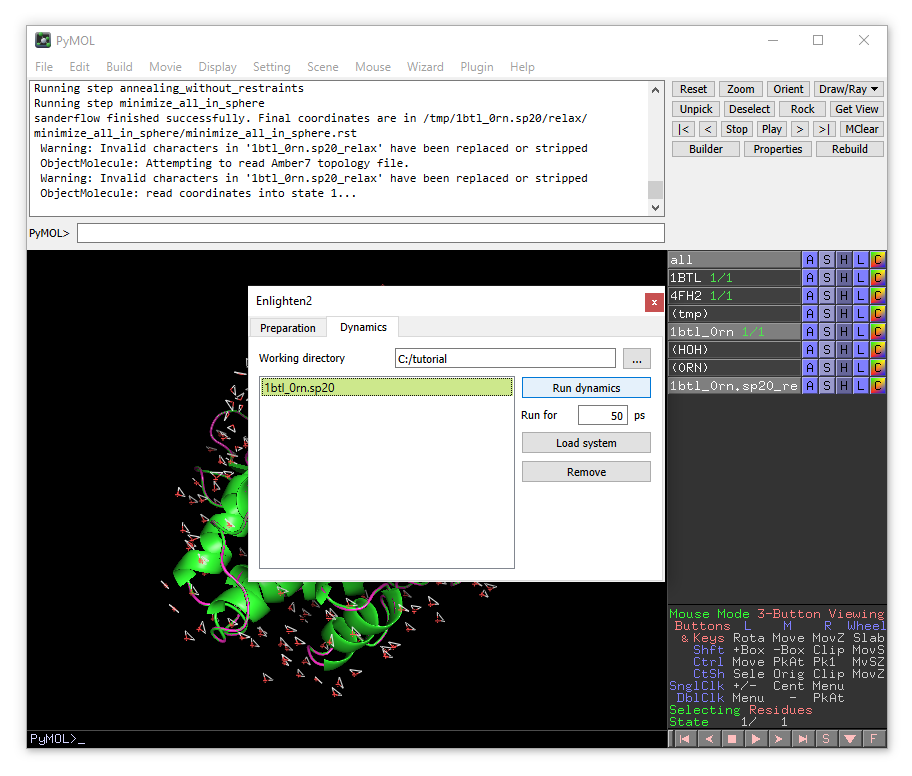 PyMOL
File Edit Build Movie Display Setting Scene Mouse Wizard Plugin Help
Running step annealing_without_restraints
Running step minimize_all_in_sphere
sanderflow finished successfully. Final coordinates are in /tmp/1btl_0rn.sp20/relax/
minimize_all_in_sphere/minimize_all_in_sphere.rst
Warning: Invalid characters in '1btl_0rn.sp20_relax' have been replaced or stripped
ObjectMolecule: Attempting to read Amber7 topology file.
Warning: Invalid characters in '1btl_0rn.sp20_relax' have been replaced or stripped
ObjectMolecule: read coordinates into state 1...
Reset Zoom Orient Draw/Ray
Unpick Deselect Rock Get View
|< < Stop Play > >| MClear
Builder Properties Rebuild
PyMOL>
all A S H L C
1BTL 1/1 A S H L C
4FH2 1/1 A S H L C
(tmp) A S H L C
1btl_0rn 1/1 A S H L C
(HOH) A S H L C
(0RN) A S H L C
1btl_0rn.sp20_re A S H L C
Enlighten2
x
Preparation Dynamics
Working directory C:/tutorial ...
1btl_0rn.sp20
Run dynamics
Run for 50 ps
Load system
Remove
Mouse Mode 3-Button Viewing
Buttons L M R Wheel
& Keys Rota Move MovZ Slab
Shft +Box -Box Clip MovS
Ctrl Move PkAt Pk1 MvSZ
CtSh Sele Orig Clip MovZ
SnglClk +/- Cent Menu
DblClk Menu - PkAt
Selecting Residues
State 1/ 1
PyMOL>_
S F